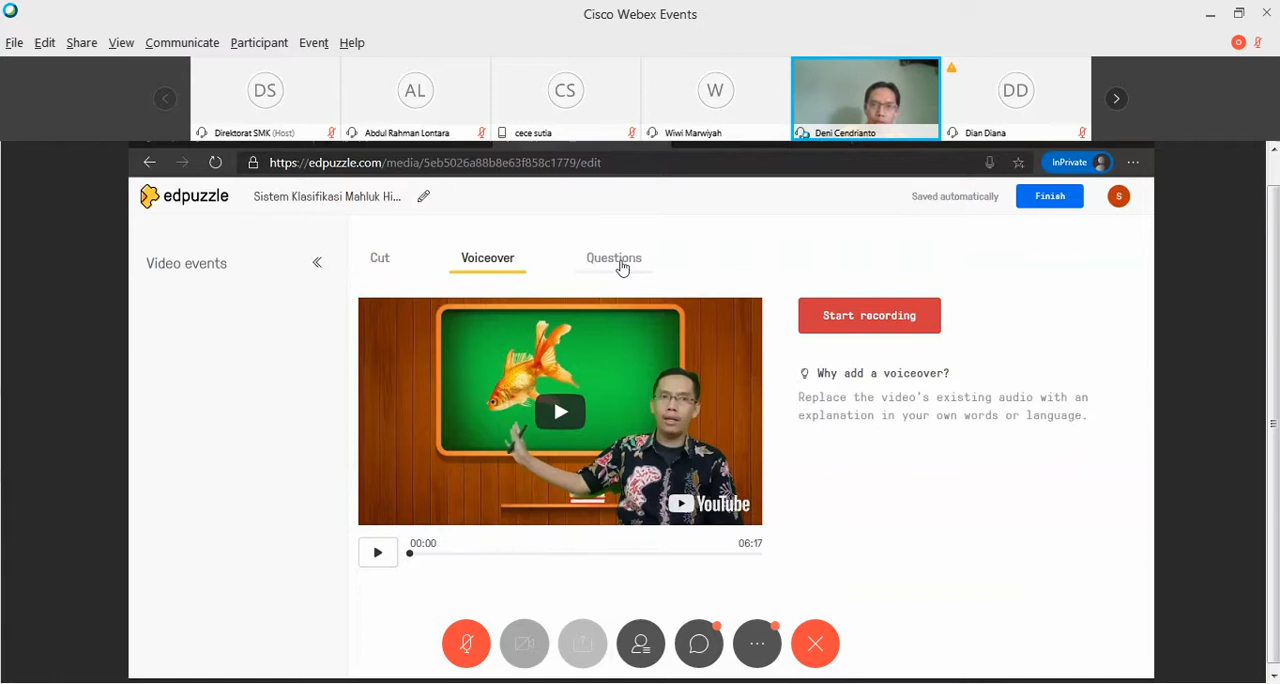 Cisco Webex Events
File Edit Share View Communicate Participant Event Help
DS AL CS W DD
Direktorat SMK (Host) Abdul Rahman Lontara cece sutia Wiwi Marwiyah Deni Cendrianto Dian Diana
https://edpuzzle.com/media/5eb5026a88b8e63f858c1779/edit InPrivate
edpuzzle Sistem Klasifikasi Mahluk Hi... Saved automatically Finish S
Video events
Cut Voiceover Questions
Start recording
Why add a voiceover?
Replace the video's existing audio with an
explanation in your own words or language.
YouTube
00:00 06:17